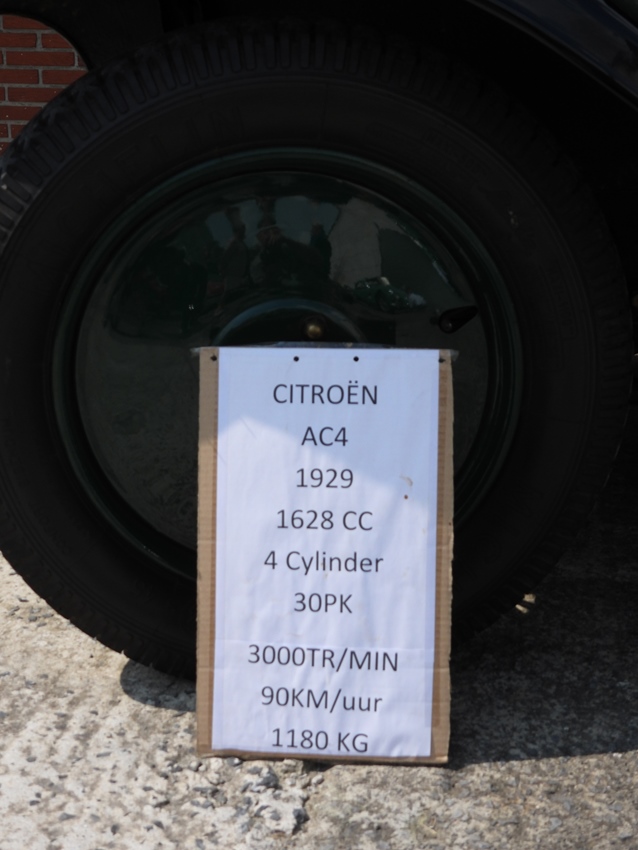 CITROËN
AC4
1929
1628 CC
4 Cylinder
30PK
3000TR/MIN
90KM/uur
1180 KG